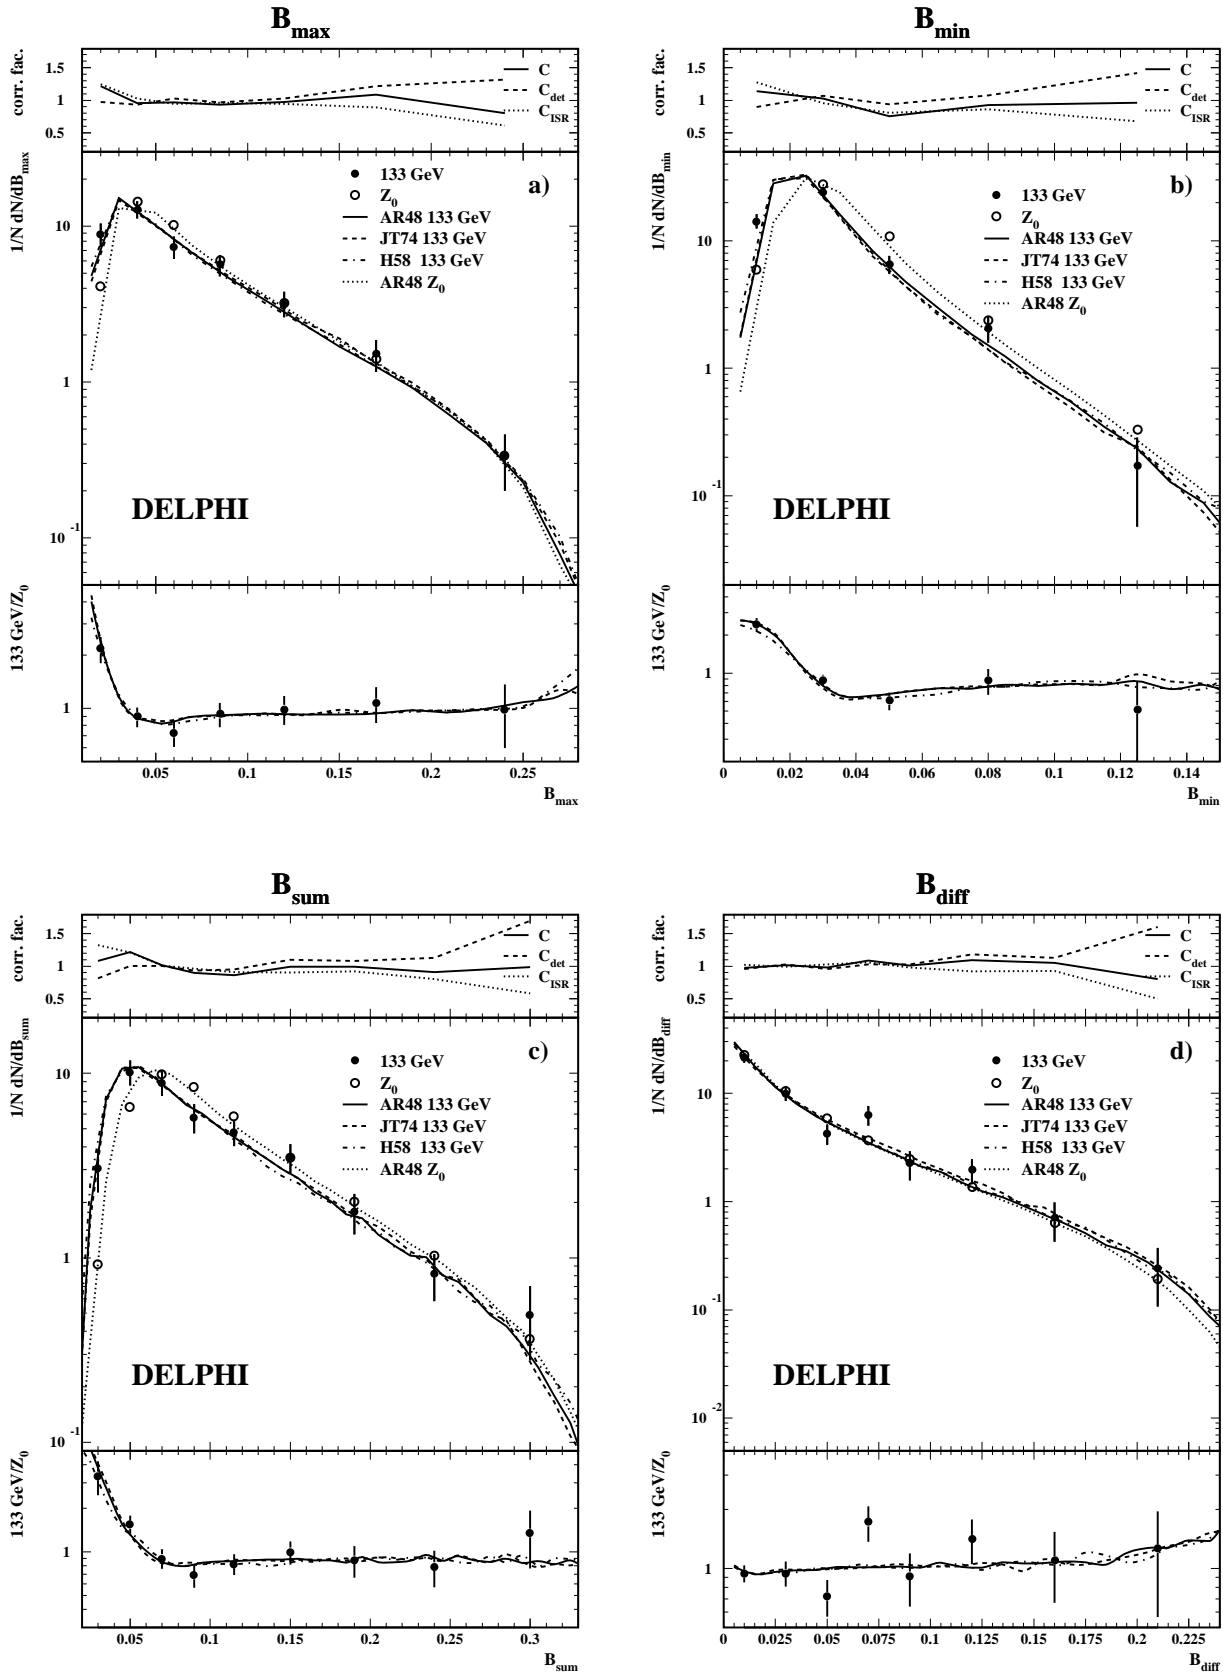 B_max
corr. fac.
1.5
1
0.5
C
C_det
C_ISR
1/N dN/dB_max
10
1
10^-1
133 GeV
Z_0
AR48 133 GeV
JT74 133 GeV
H58 133 GeV
AR48 Z_0
a)
DELPHI
133 GeV/Z_0
1
0.05 0.1 0.15 0.2 0.25
B_max
B_min
corr. fac.
1.5
1
0.5
C
C_det
C_ISR
1/N dN/dB_min
10
1
10^-1
133 GeV
Z_0
AR48 133 GeV
JT74 133 GeV
H58 133 GeV
AR48 Z_0
b)
DELPHI
133 GeV/Z_0
1
0 0.02 0.04 0.06 0.08 0.1 0.12 0.14
B_min
B_sum
corr. fac.
1.5
1
0.5
C
C_det
C_ISR
1/N dN/dB_sum
10
1
10^-1
133 GeV
Z_0
AR48 133 GeV
JT74 133 GeV
H58 133 GeV
AR48 Z_0
c)
DELPHI
133 GeV/Z_0
1
0.05 0.1 0.15 0.2 0.25 0.3
B_sum
B_diff
corr. fac.
1.5
1
0.5
C
C_det
C_ISR
1/N dN/dB_diff
10
1
10^-1
10^-2
133 GeV
Z_0
AR48 133 GeV
JT74 133 GeV
H58 133 GeV
AR48 Z_0
d)
DELPHI
133 GeV/Z_0
1
0 0.025 0.05 0.075 0.1 0.125 0.15 0.175 0.2 0.225
B_diff